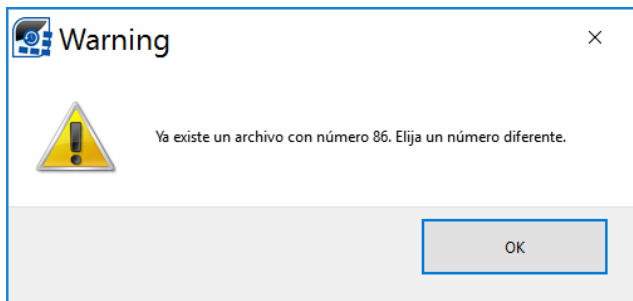 Warning
Ya existe un archivo con número 86. Elija un número diferente.
OK